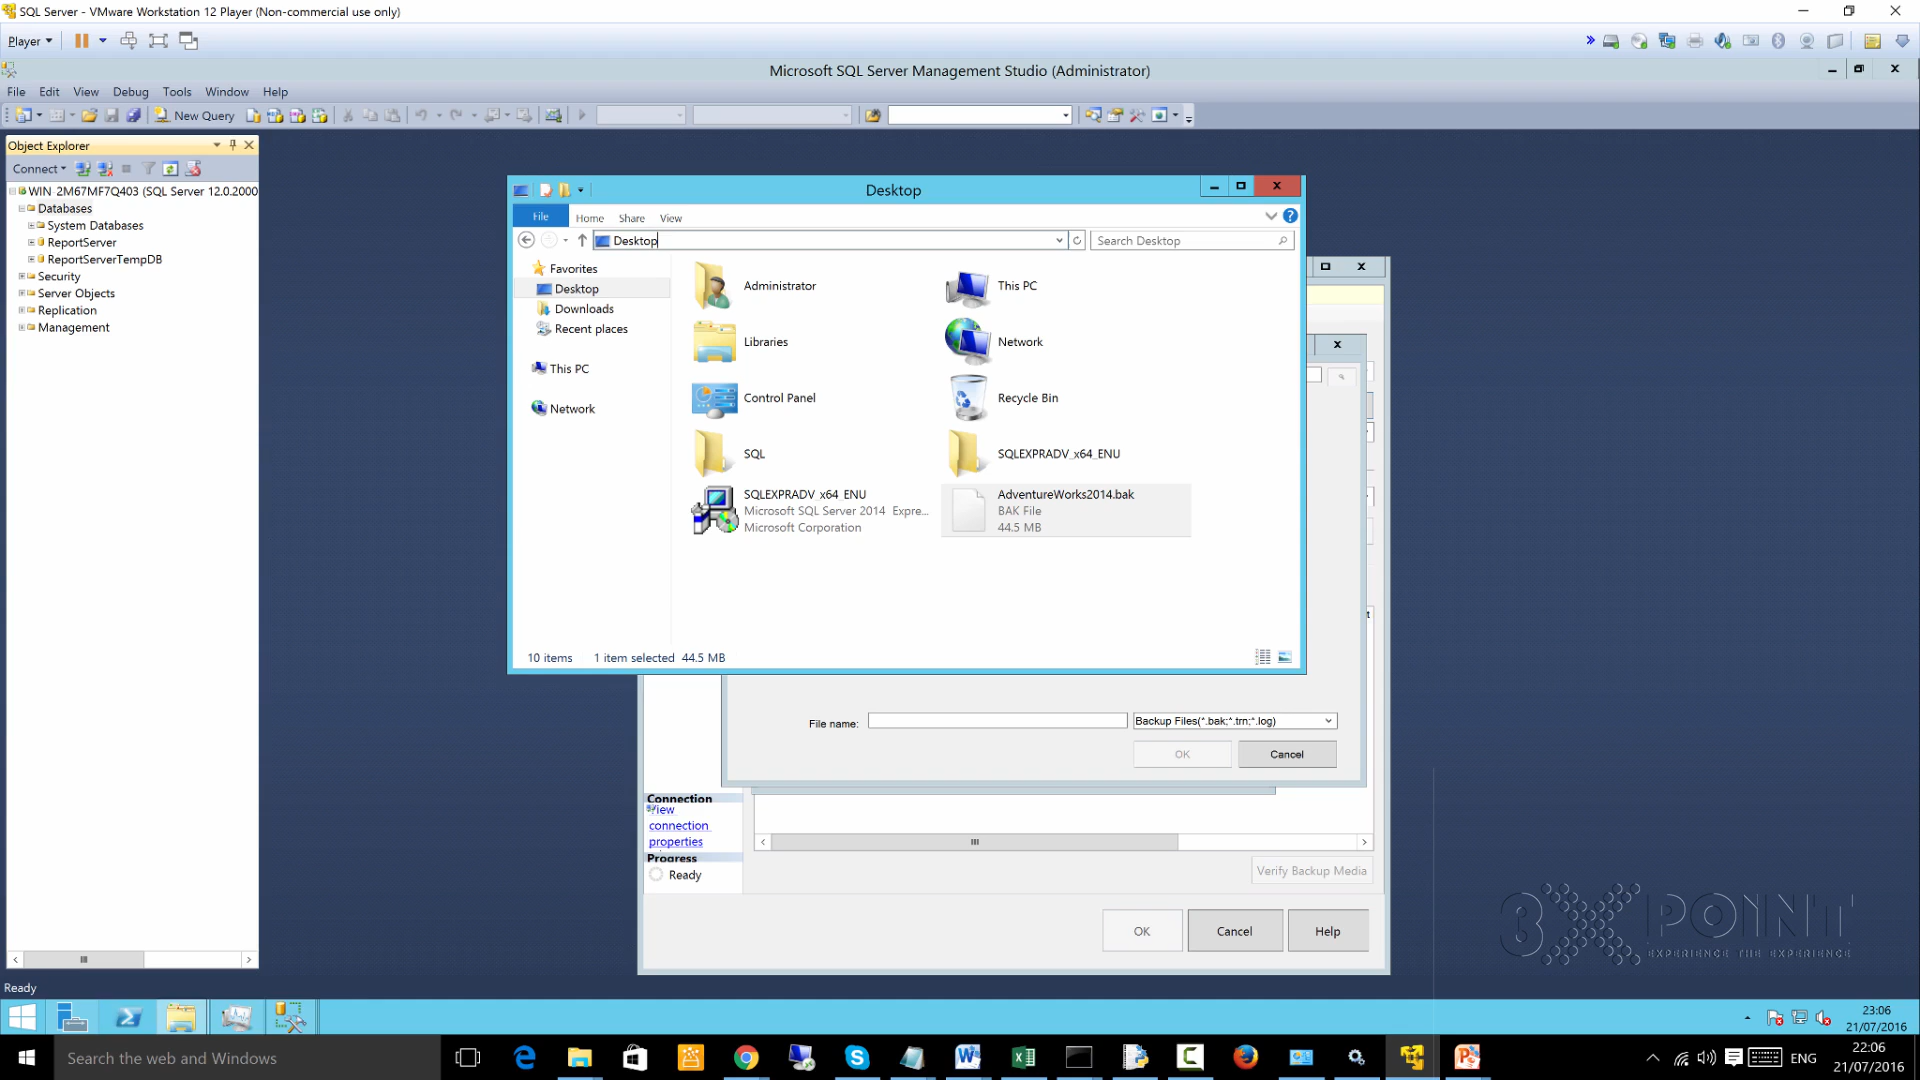 SQL Server - VMware Workstation 12 Player (Non-commercial use only)
Player
Microsoft SQL Server Management Studio (Administrator)
File Edit View Debug Tools Window Help
New Query
Object Explorer
Connect
WIN-2M67MF7Q403 (SQL Server 12.0.2000
Databases
System Databases
ReportServer
ReportServerTempDB
Security
Server Objects
Replication
Management
Desktop
File Home Share View
Desktop
Search Desktop
Favorites
Desktop
Downloads
Recent places
This PC
Network
Administrator
This PC
Libraries
Network
Control Panel
Recycle Bin
SQL
SQLEXPRADV_x64_ENU
SQLEXPRADV_x64_ENU
Microsoft SQL Server 2014 Expre...
Microsoft Corporation
AdventureWorks2014.bak
BAK File
44.5 MB
10 items 1 item selected 44.5 MB
File name:
Backup Files(*.bak;*.trn;*.log)
OK Cancel
Connection
View
connection
properties
Progress
Ready
Verify Backup Media
OK Cancel Help
3XPOINT
EXPERIENCE THE EXPERIENCE
Ready
23:06
21/07/2016
Search the web and Windows
ENG
22:06
21/07/2016